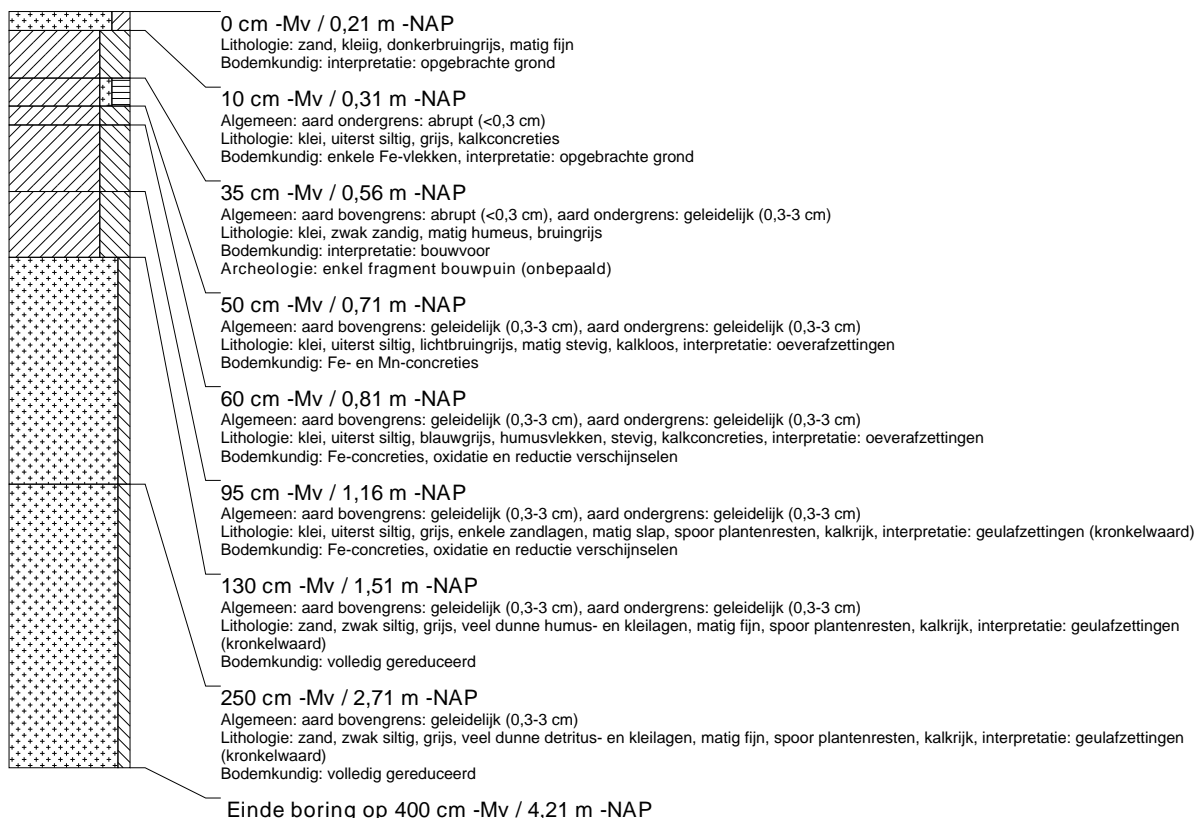 0 cm -Mv / 0,21 m -NAP
Lithologie: zand, kleiig, donkerbruingrijs, matig fijn
Bodemkundig: interpretatie: opgebrachte grond
10 cm -Mv / 0,31 m -NAP
Algemeen: aard ondergrens: abrupt (<0,3 cm)
Lithologie: klei, uiterst siltig, grijs, kalkconcreties
Bodemkundig: enkele Fe-vlekken, interpretatie: opgebrachte grond
35 cm -Mv / 0,56 m -NAP
Algemeen: aard bovengrens: abrupt (<0,3 cm), aard ondergrens: geleidelijk (0,3-3 cm)
Lithologie: klei, zwak zandig, matig humeus, bruingrijs
Bodemkundig: interpretatie: bouwvoor
Archeologie: enkel fragment bouwpuin (onbepaald)
50 cm -Mv / 0,71 m -NAP
Algemeen: aard bovengrens: geleidelijk (0,3-3 cm), aard ondergrens: geleidelijk (0,3-3 cm)
Lithologie: klei, uiterst siltig, lichtbruingrijs, matig stevig, kalkloos, interpretatie: oeverafzettingen
Bodemkundig: Fe- en Mn-concreties
60 cm -Mv / 0,81 m -NAP
Algemeen: aard bovengrens: geleidelijk (0,3-3 cm), aard ondergrens: geleidelijk (0,3-3 cm)
Lithologie: klei, uiterst siltig, blauwgrijs, humusvlekken, stevig, kalkconcreties, interpretatie: oeverafzettingen
Bodemkundig: Fe-concreties, oxidatie en reductie verschijnselen
95 cm -Mv / 1,16 m -NAP
Algemeen: aard bovengrens: geleidelijk (0,3-3 cm), aard ondergrens: geleidelijk (0,3-3 cm)
Lithologie: klei, uiterst siltig, grijs, enkele zandlagen, matig slap, spoor plantenresten, kalkrijk, interpretatie: geulafzettingen (kronkelwaard)
Bodemkundig: Fe-concreties, oxidatie en reductie verschijnselen
130 cm -Mv / 1,51 m -NAP
Algemeen: aard bovengrens: geleidelijk (0,3-3 cm), aard ondergrens: geleidelijk (0,3-3 cm)
Lithologie: zand, zwak siltig, grijs, veel dunne humus- en kleilagen, matig fijn, spoor plantenresten, kalkrijk, interpretatie: geulafzettingen
(kronkelwaard)
Bodemkundig: volledig gereduceerd
250 cm -Mv / 2,71 m -NAP
Algemeen: aard bovengrens: geleidelijk (0,3-3 cm)
Lithologie: zand, zwak siltig, grijs, veel dunne detritus- en kleilagen, matig fijn, spoor plantenresten, kalkrijk, interpretatie: geulafzettingen
(kronkelwaard)
Bodemkundig: volledig gereduceerd
Einde boring op 400 cm -Mv / 4,21 m -NAP